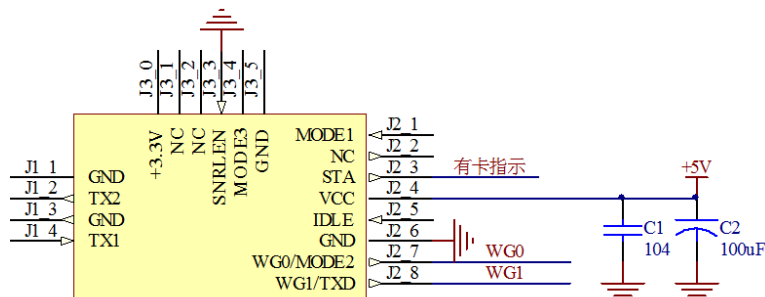 J3_0
J3_1
J3_2
J3_3
J3_4
J3_5
+3.3V
NC
NC
SNRLEN
MODE3
GND
J1_1 GND
J1_2 TX2
J1_3 GND
J1_4 TX1
MODE1 J2_1
NC J2_2
STA J2_3 有卡指示
VCC J2_4 +5V
IDLE J2_5
GND J2_6
WG0/MODE2 J2_7 WG0
WG1/TXD J2_8 WG1
C1
104
C2
100uF